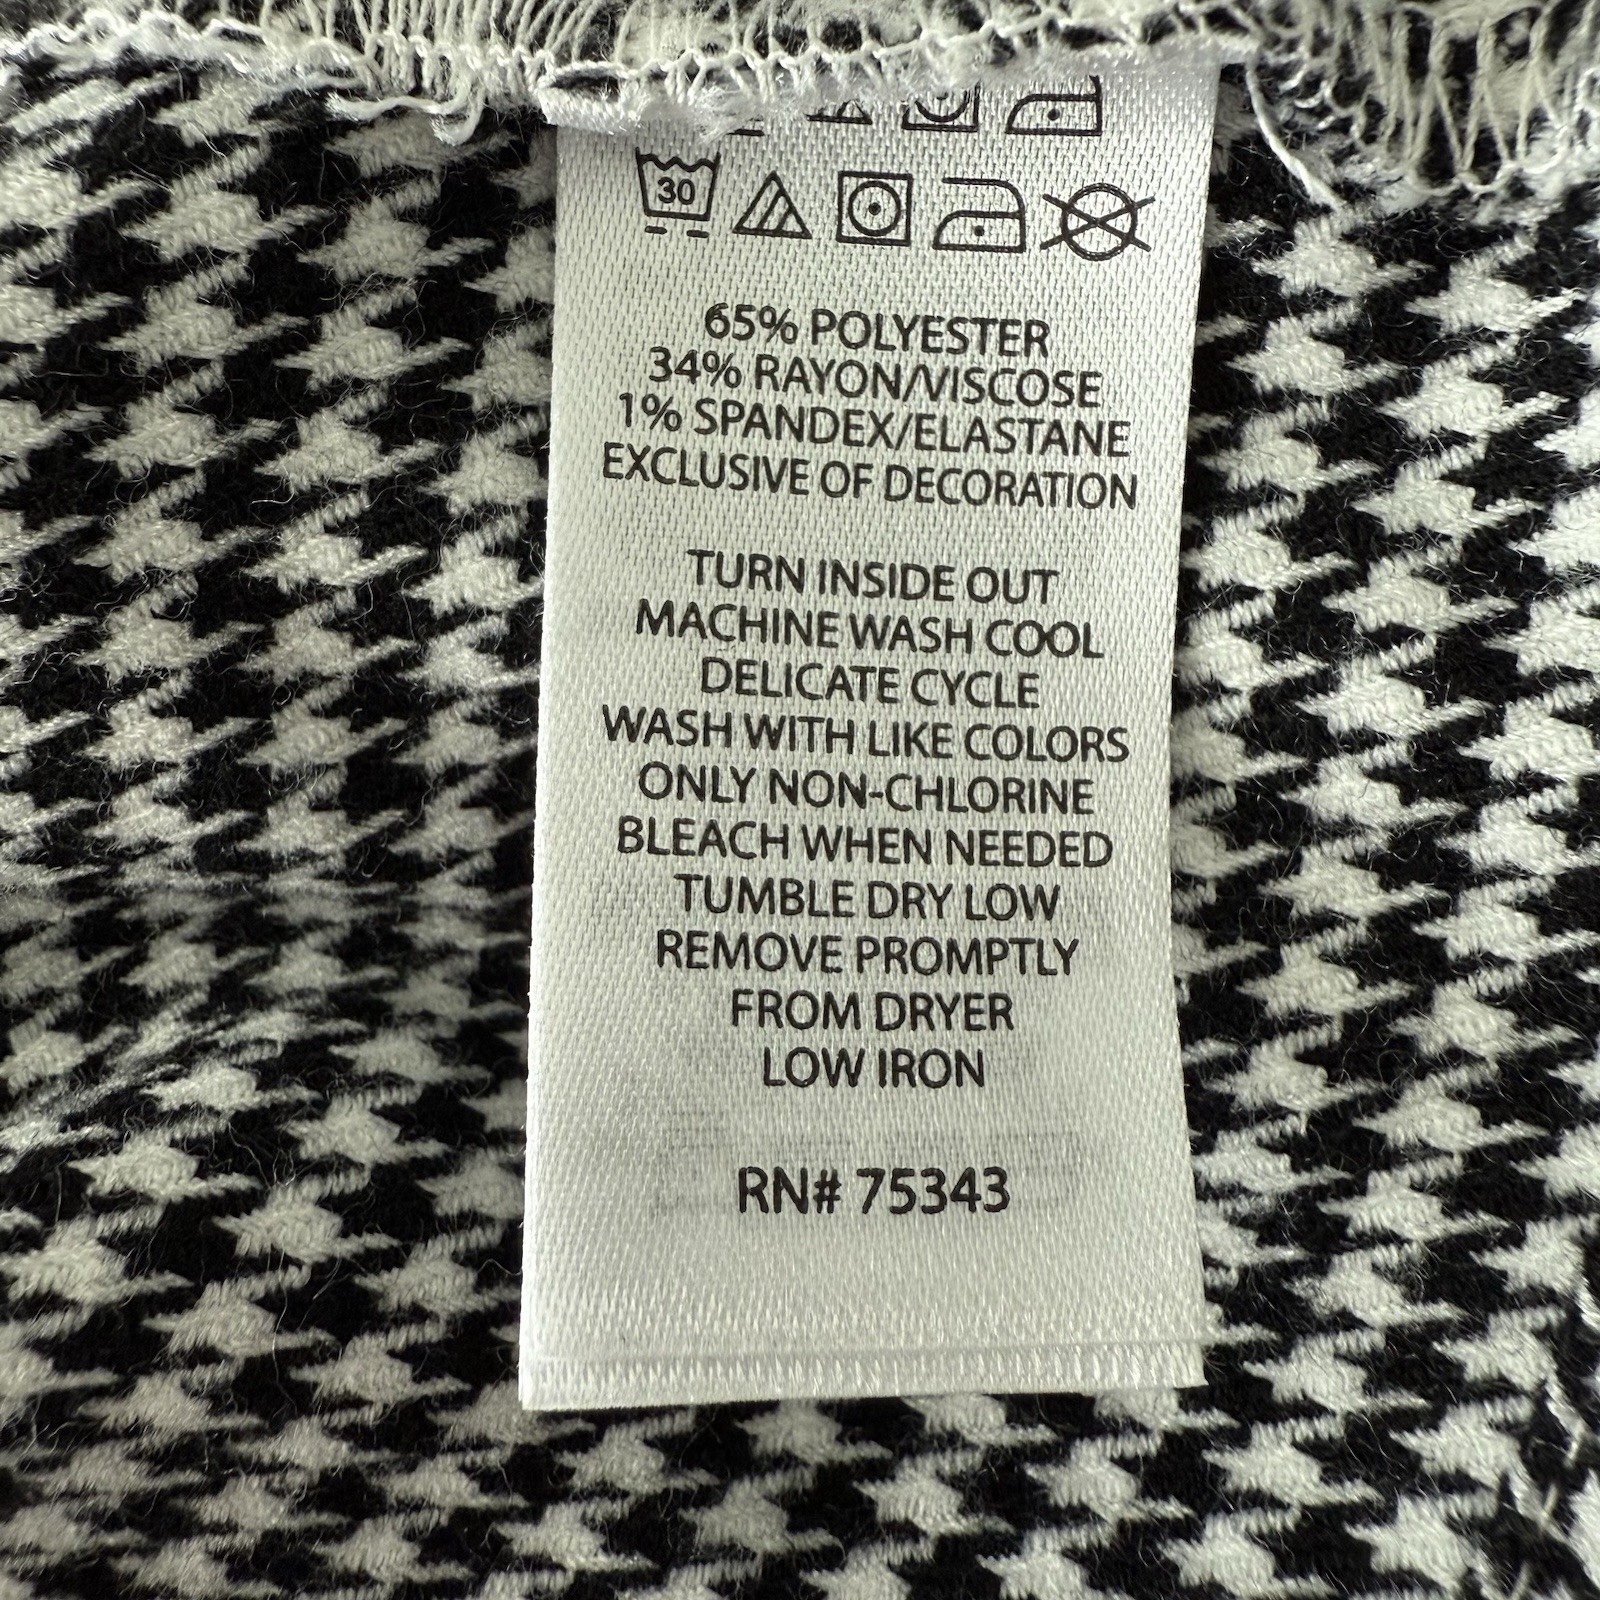 30
65% POLYESTER
34% RAYON/VISCOSE
1% SPANDEX/ELASTANE
EXCLUSIVE OF DECORATION
TURN INSIDE OUT
MACHINE WASH COOL
DELICATE CYCLE
WASH WITH LIKE COLORS
ONLY NON-CHLORINE
BLEACH WHEN NEEDED
TUMBLE DRY LOW
REMOVE PROMPTLY
FROM DRYER
LOW IRON
RN# 75343